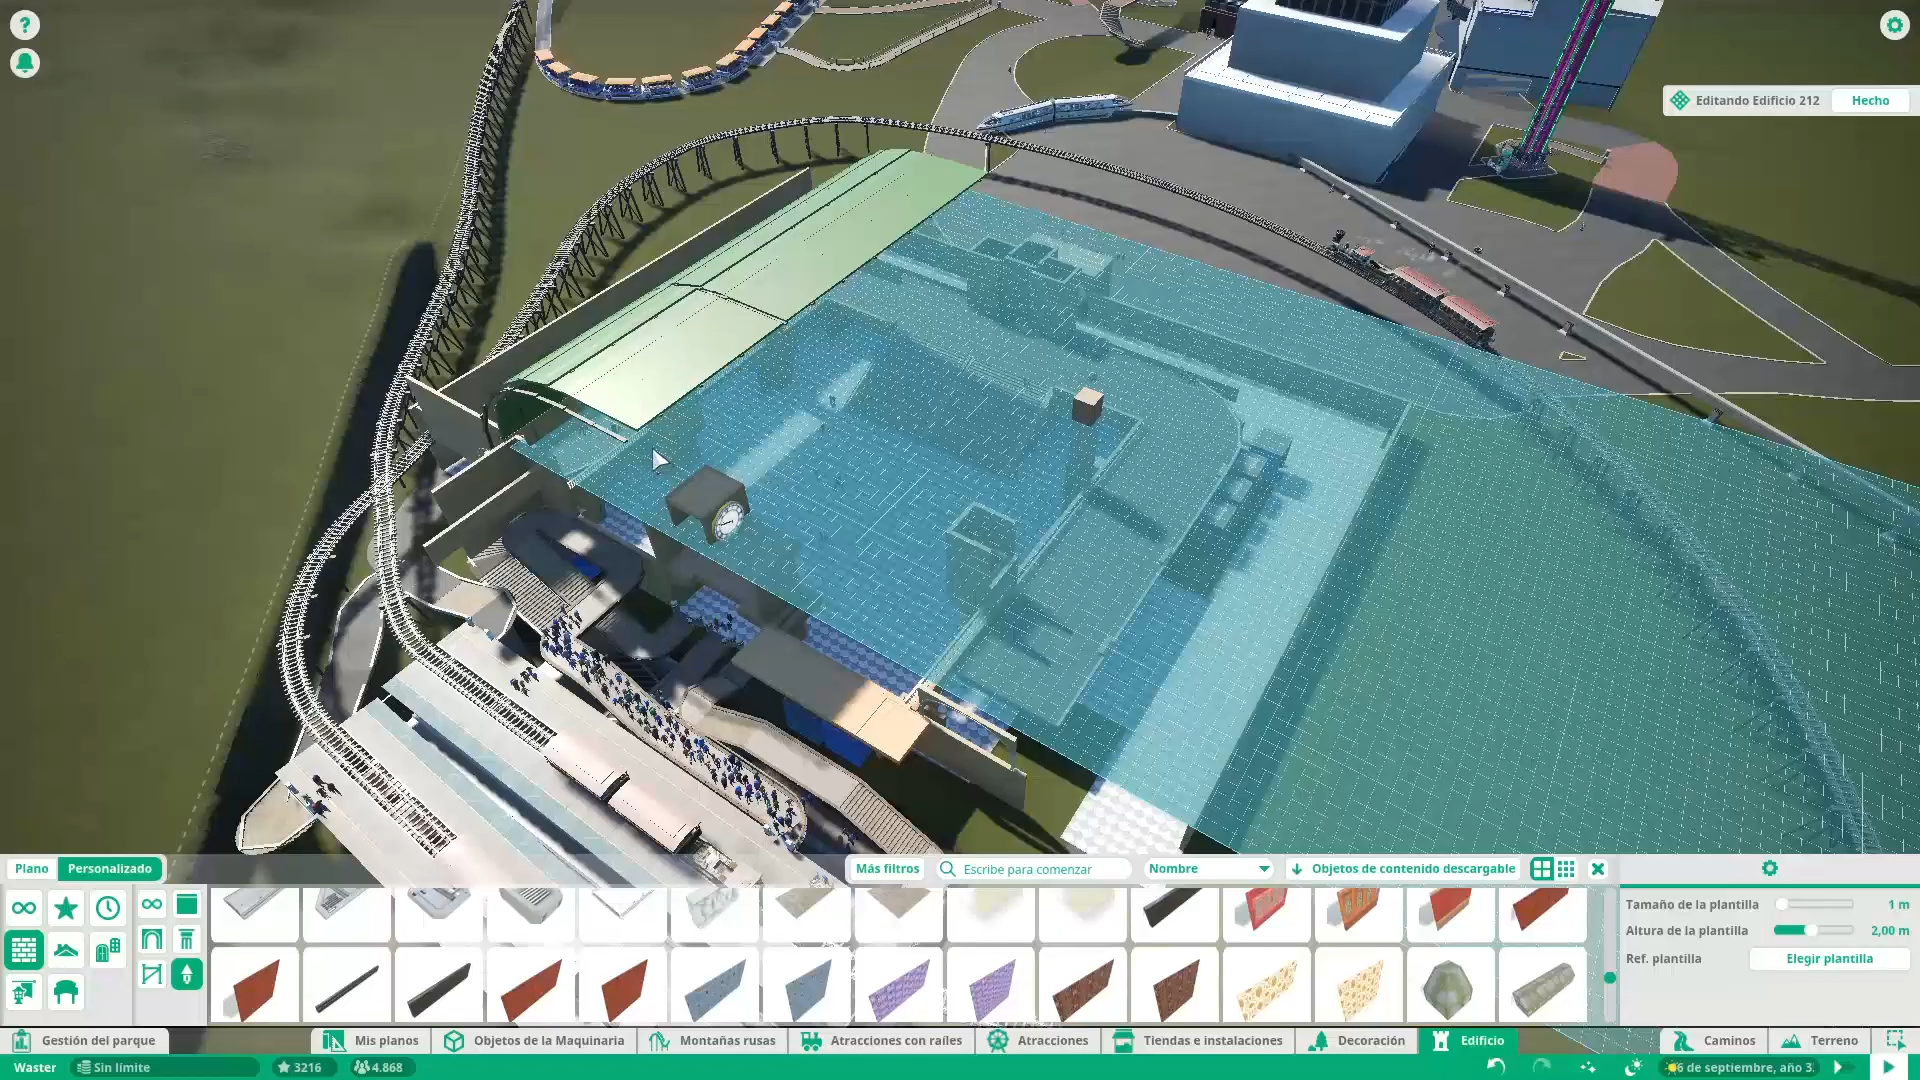 ?
Editando Edificio 212
Hecho
Plano
Personalizado
Más filtros
Escribe para comenzar
Nombre
Objetos de contenido descargable
Tamaño de la plantilla
1 m
Altura de la plantilla
2,00 m
Ref. plantilla
Elegir plantilla
Gestión del parque
Mis planos
Objetos de la Maquinaria
Montañas rusas
Atracciones con raíles
Atracciones
Tiendas e instalaciones
Decoración
Edificio
Caminos
Terreno
Waster
Sin límite
3216
4.868
6 de septiembre, año 3